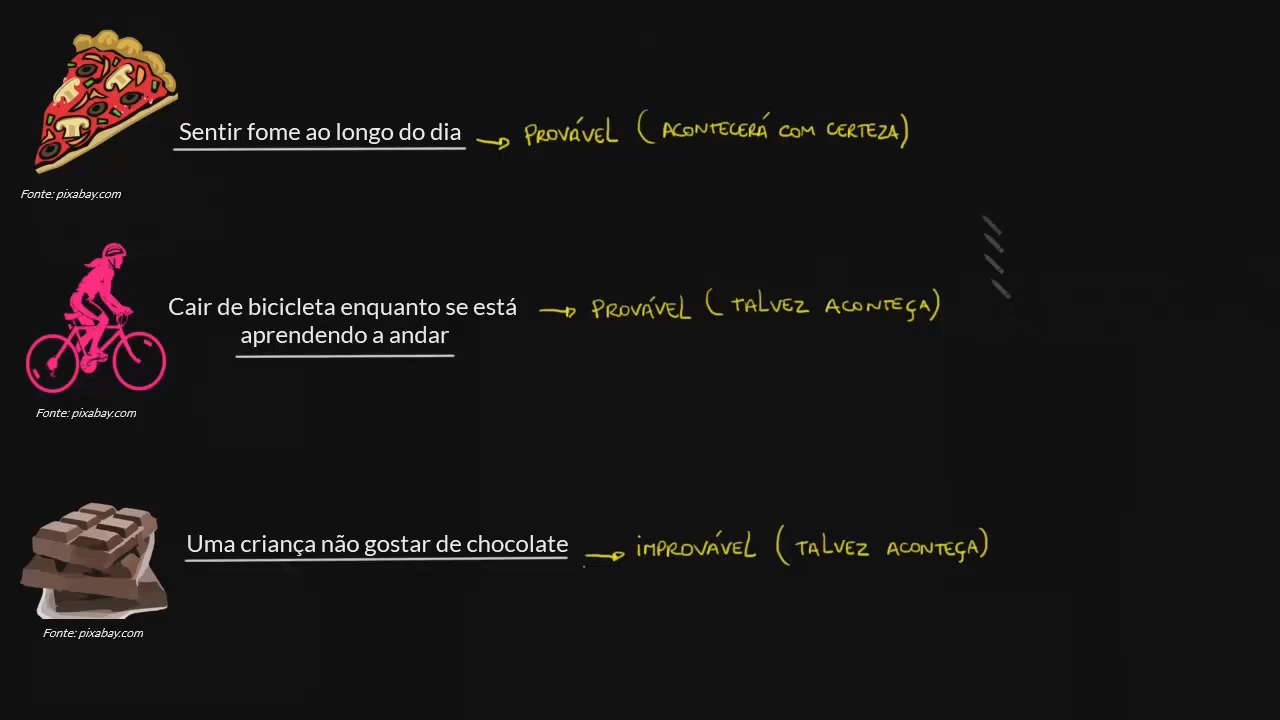 Sentir fome ao longo do dia → PROVÁVEL (ACONTECERÁ COM CERTEZA)
Fonte: pixabay.com
Cair de bicicleta enquanto se está → PROVÁVEL (TALVEZ ACONTEÇA)
aprendendo a andar
Fonte: pixabay.com
Uma criança não gostar de chocolate → IMPROVÁVEL (TALVEZ ACONTEÇA)
Fonte: pixabay.com